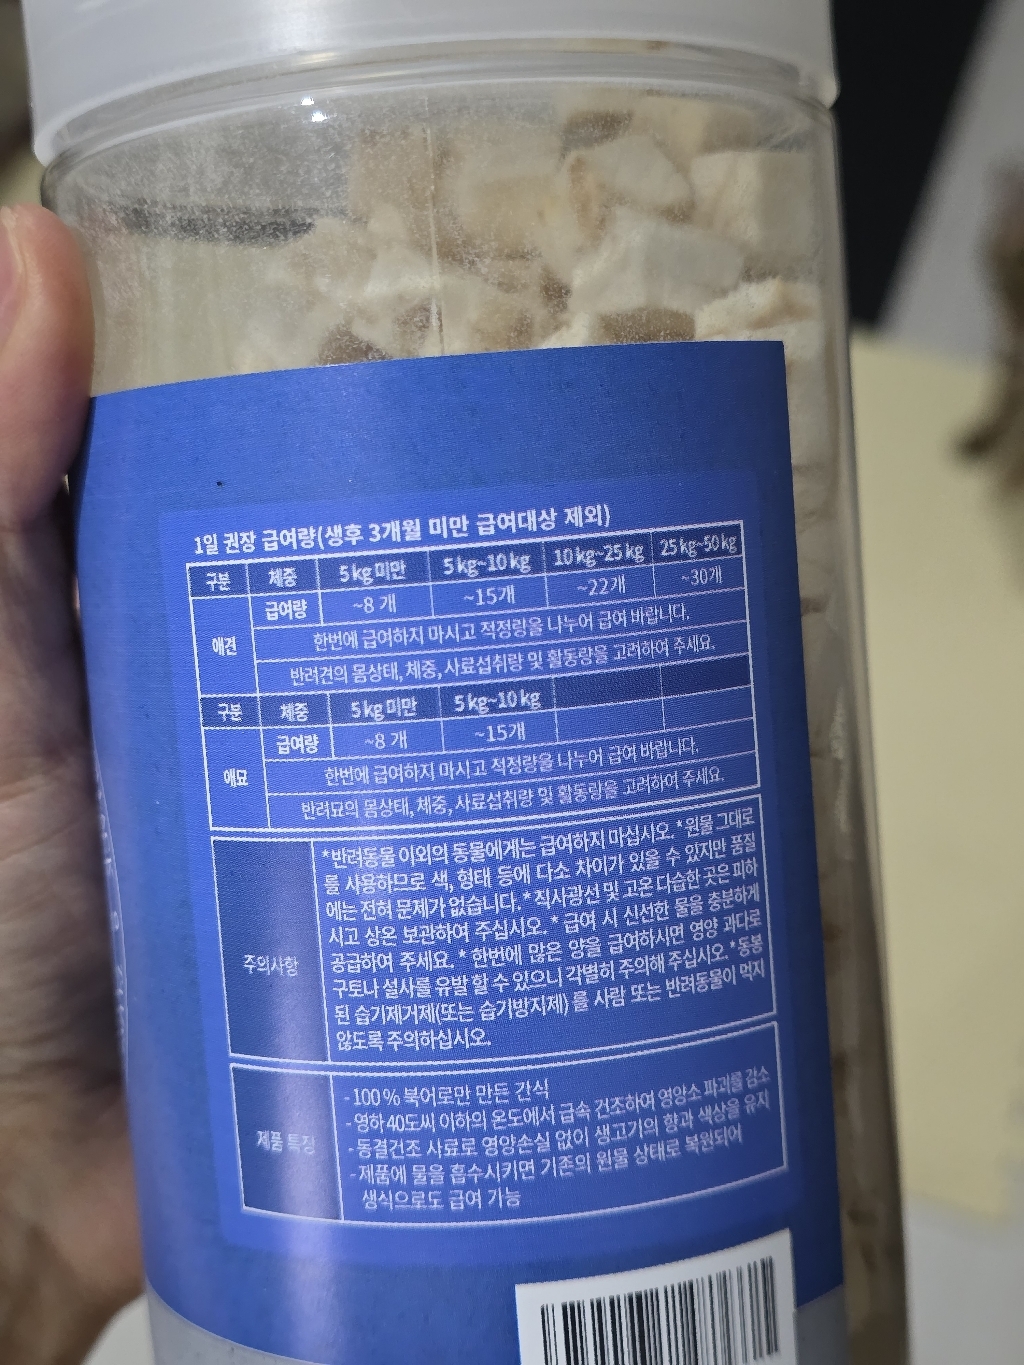 1일 권장 급여량(생후 3개월 미만 급여대상 제외)
구분 체중 5kg 미만 5kg~10kg 10kg~25kg 25kg~50kg
애견 급여량 ~8 개 ~15개 ~22개 ~30개
한번에 급여하지 마시고 적정량을 나누어 급여 바랍니다.
반려견의 몸상태, 체중, 사료섭취량 및 활동량을 고려하여 주세요.
구분 체중 5kg 미만 5kg~10kg
애묘 급여량 ~8 개 ~15개
한번에 급여하지 마시고 적정량을 나누어 급여 바랍니다.
반려묘의 몸상태, 체중, 사료섭취량 및 활동량을 고려하여 주세요.
주의사항
*반려동물 이외의 동물에게는 급여하지 마십시오. *원물 그대로
를 사용하므로 색, 형태 등에 다소 차이가 있을 수 있지만 품질
에는 전혀 문제가 없습니다. *직사광선 및 고온 다습한 곳은 피하
시고 상온 보관하여 주십시오. * 급여 시 신선한 물을 충분하게
공급하여 주세요. * 한번에 많은 양을 급여하시면 영양 과다로
구토나 설사를 유발 할 수 있으니 각별히 주의해 주십시오. *동봉
된 습기제거제(또는 습기방지제) 를 사람 또는 반려동물이 먹지
않도록 주의하십시오.
제품 특징
- 100 % 북어로만 만든 간식
- 영하 40도씨 이하의 온도에서 급속 건조하여 영양소 파괴를 감소
- 동결건조 사료로 영양손실 없이 생고기의 향과 색상을 유지
- 제품에 물을 흡수시키면 기존의 원물 상태로 복원되어
생식으로도 급여 가능